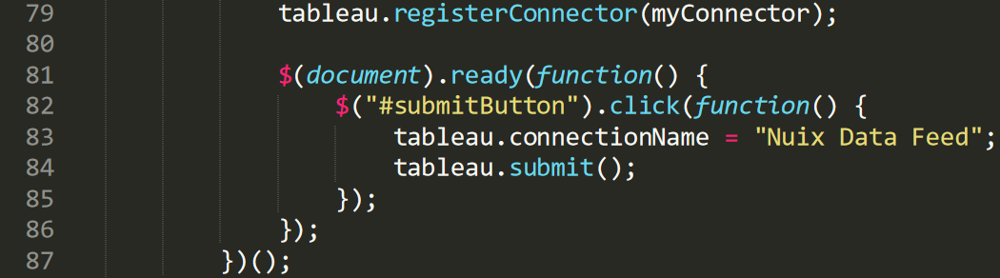 79 tableau.registerConnector(myConnector);
80
81 $(document).ready(function() {
82 $("#submitButton").click(function() {
83 tableau.connectionName = "Nuix Data Feed";
84 tableau.submit();
85 });
86 });
87 })();